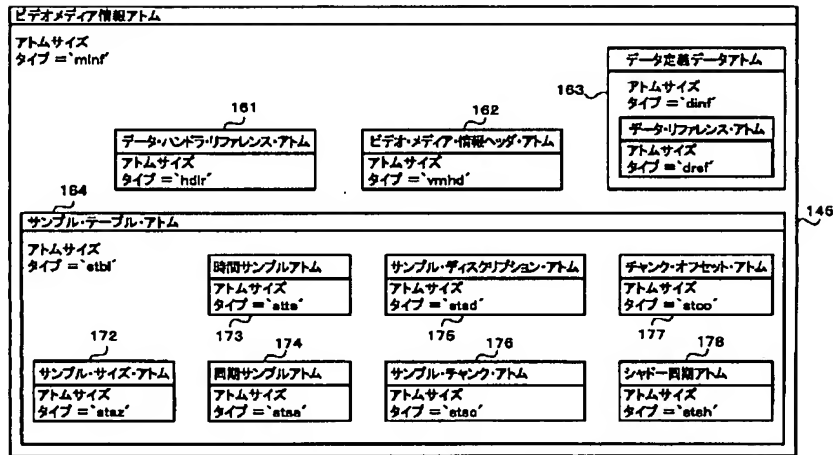 ビデオメディア情報アトム
アトムサイズ
タイプ =`minf'
データ定義データアトム
163
アトムサイズ
タイプ =`dinf'
データ・リファレンス・アトム
アトムサイズ
タイプ =`dref'
161
データ・ハンドラ・リファレンス・アトム
アトムサイズ
タイプ =`hdlr'
162
ビデオ・メディア・情報ヘッダ・アトム
アトムサイズ
タイプ =`vmhd'
164
146
サンプル・テーブル・アトム
アトムサイズ
タイプ =`stbl'
時間サンプルアトム
アトムサイズ
タイプ =`stts'
173
サンプル・ディスクリプション・アトム
アトムサイズ
タイプ =`stsd'
175
チャンク・オフセット・アトム
アトムサイズ
タイプ =`stco'
177
172
サンプル・サイズ・アトム
アトムサイズ
タイプ =`stsz'
174
同期サンプルアトム
アトムサイズ
タイプ =`stss'
176
サンプル・チャンク・アトム
アトムサイズ
タイプ =`stsc'
178
シャドー同期アトム
アトムサイズ
タイプ =`stsh'